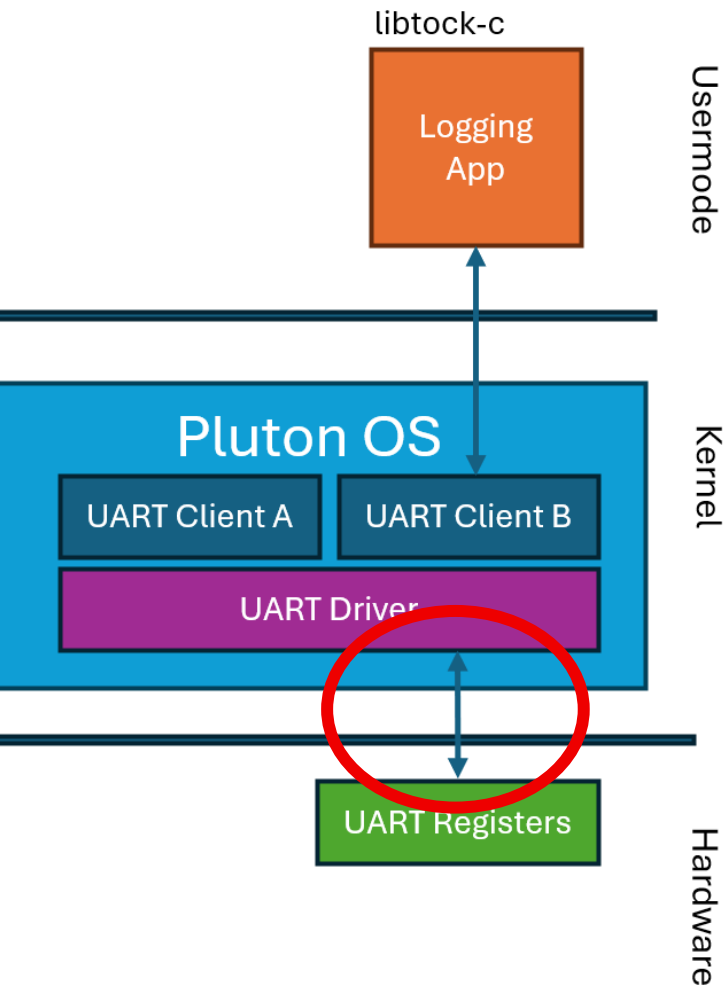 libtock-c
Logging
App
Usermode
Pluton OS
Kernel
UART Client A
UART Client B
UART Driver
UART Registers
Hardware